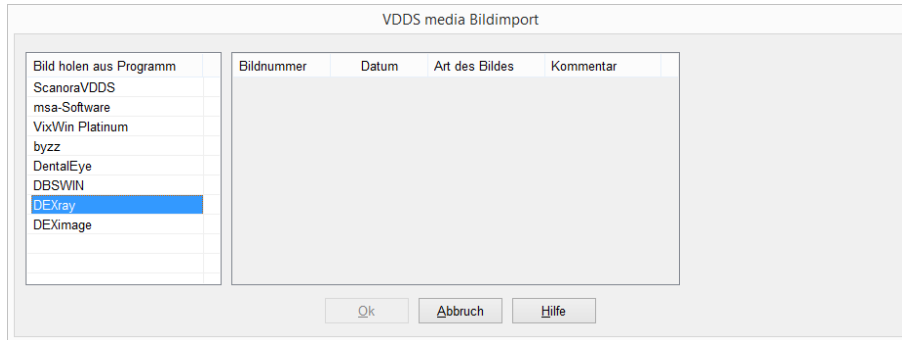 VDDS media Bildimport
Bild holen aus Programm Bildnummer Datum Art des Bildes Kommentar
ScanoraVDDS
msa-Software
VixWin Platinum
byzz
DentalEye
DBSWIN
DEXray
DEXimage
Ok Abbruch Hilfe